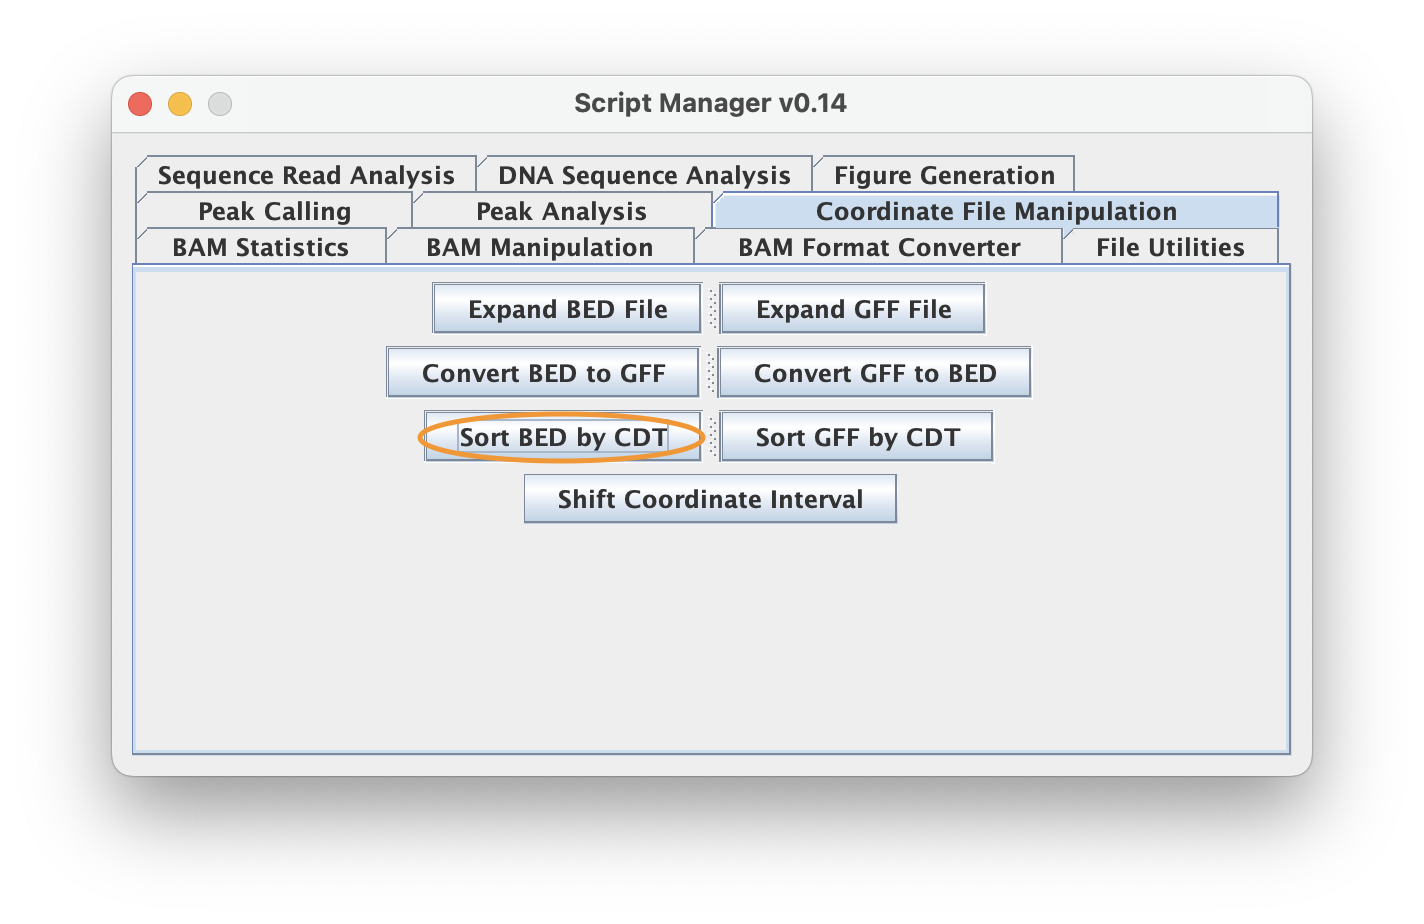 Script Manager v0.14
Sequence Read Analysis DNA Sequence Analysis Figure Generation
Peak Calling Peak Analysis Coordinate File Manipulation
BAM Statistics BAM Manipulation BAM Format Converter File Utilities
Expand BED File Expand GFF File
Convert BED to GFF Convert GFF to BED
Sort BED by CDT Sort GFF by CDT
Shift Coordinate Interval